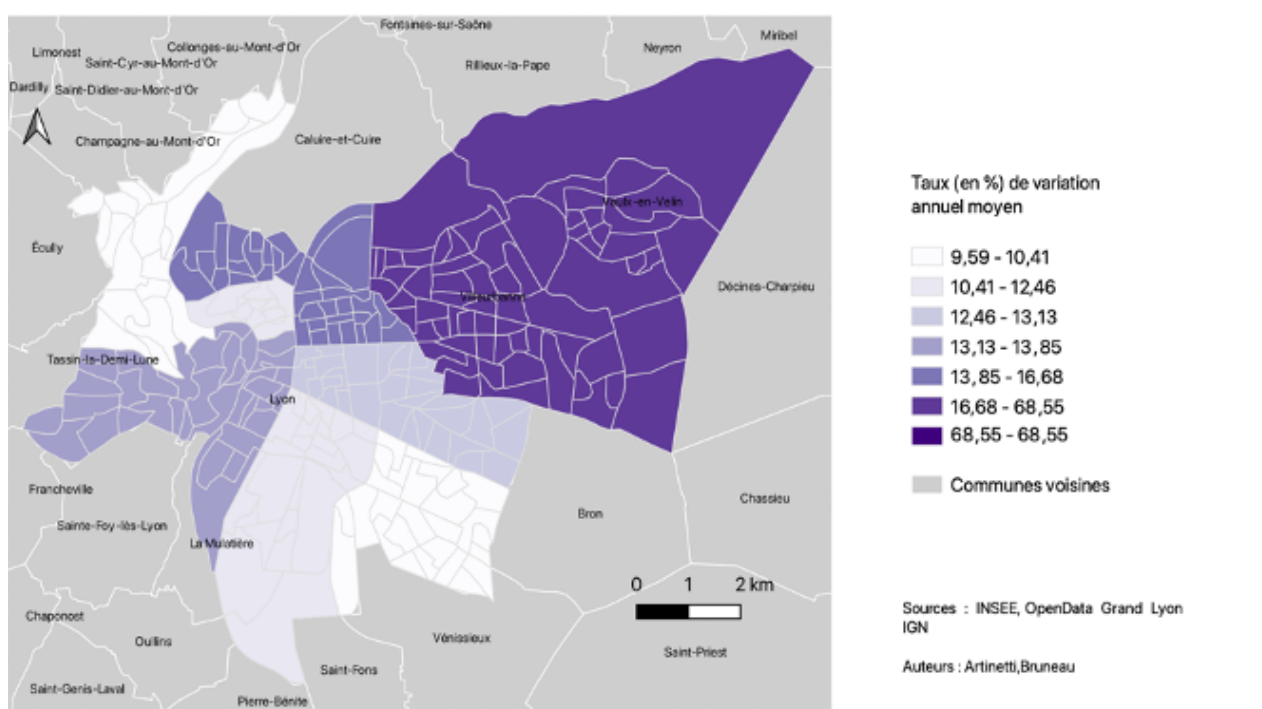 Fontaines-sur-Saône
Miribel
Collonges-au-Mont-d'Or
Neyron
Limonest
Saint-Cyr-au-Mont-d'Or
Rillieux-la-Pape
Dardilly
Saint-Didier-au-Mont-d'Or
Champagne-au-Mont-d'Or
Caluire-et-Cuire
Vaulx-en-Velin
Écully
Décines-Charpieu
Villeurbanne
Tassin-la-Demi-Lune
Lyon
Francheville
Chassieu
Sainte-Foy-lès-Lyon
Bron
La Mulatière
0 1 2 km
Chaponost
Oullins
Vénissieux
Saint-Priest
Saint-Fons
Saint-Genis-Laval
Pierre-Bénite
Taux (en %) de variation
annuel moyen
9,59 - 10,41
10,41 - 12,46
12,46 - 13,13
13,13 - 13,85
13,85 - 16,68
16,68 - 68,55
68,55 - 68,55
Communes voisines
Sources : INSEE, OpenData Grand Lyon
IGN
Auteurs : Artinetti,Bruneau